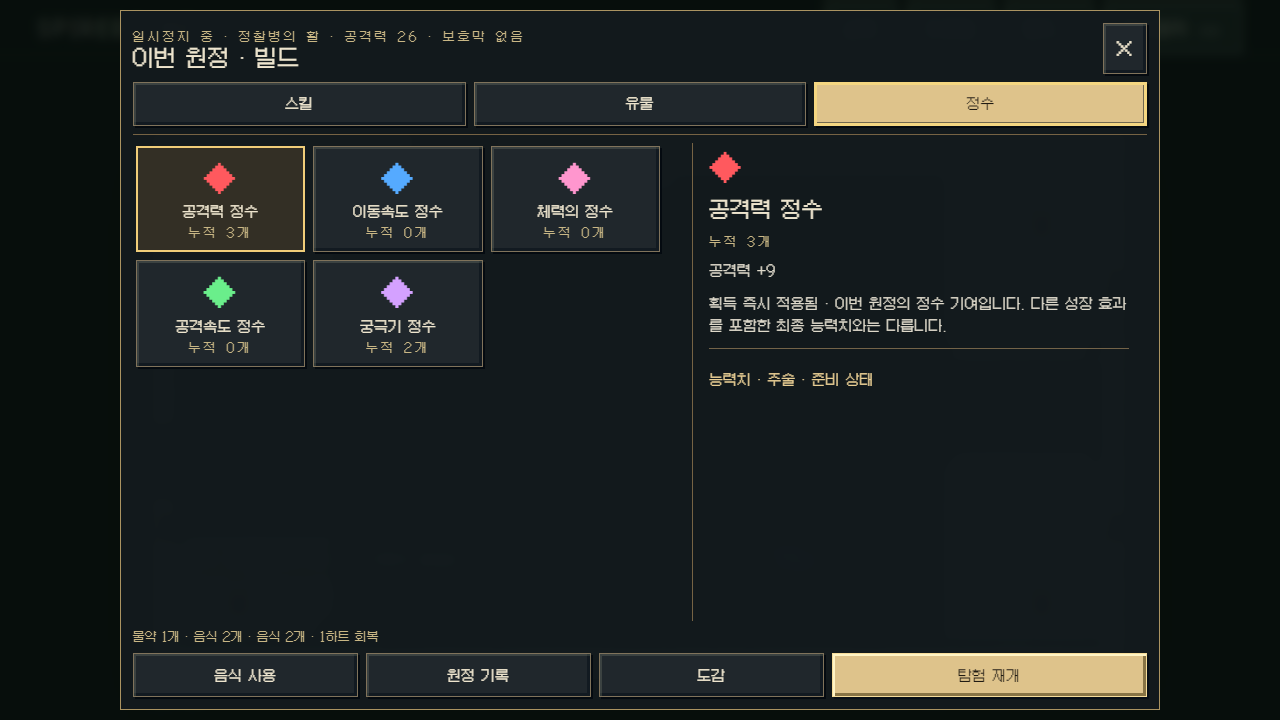 일시정지 중 · 정찰병의 활 · 공격력 26 · 보호막 없음
이번 원정 · 빌드
스킬
유물
정수
공격력 정수
누적 3개
이동속도 정수
누적 0개
체력의 정수
누적 0개
공격속도 정수
누적 0개
궁극기 정수
누적 2개
공격력 정수
누적 3개
공격력 +9
획득 즉시 적용됨 · 이번 원정의 정수 기여입니다. 다른 성장 효과
를 포함한 최종 능력치와는 다릅니다.
능력치 · 주술 · 준비 상태
물약 1개 · 음식 2개 · 음식 2개 · 1하트 회복
음식 사용
원정 기록
도감
탐험 재개